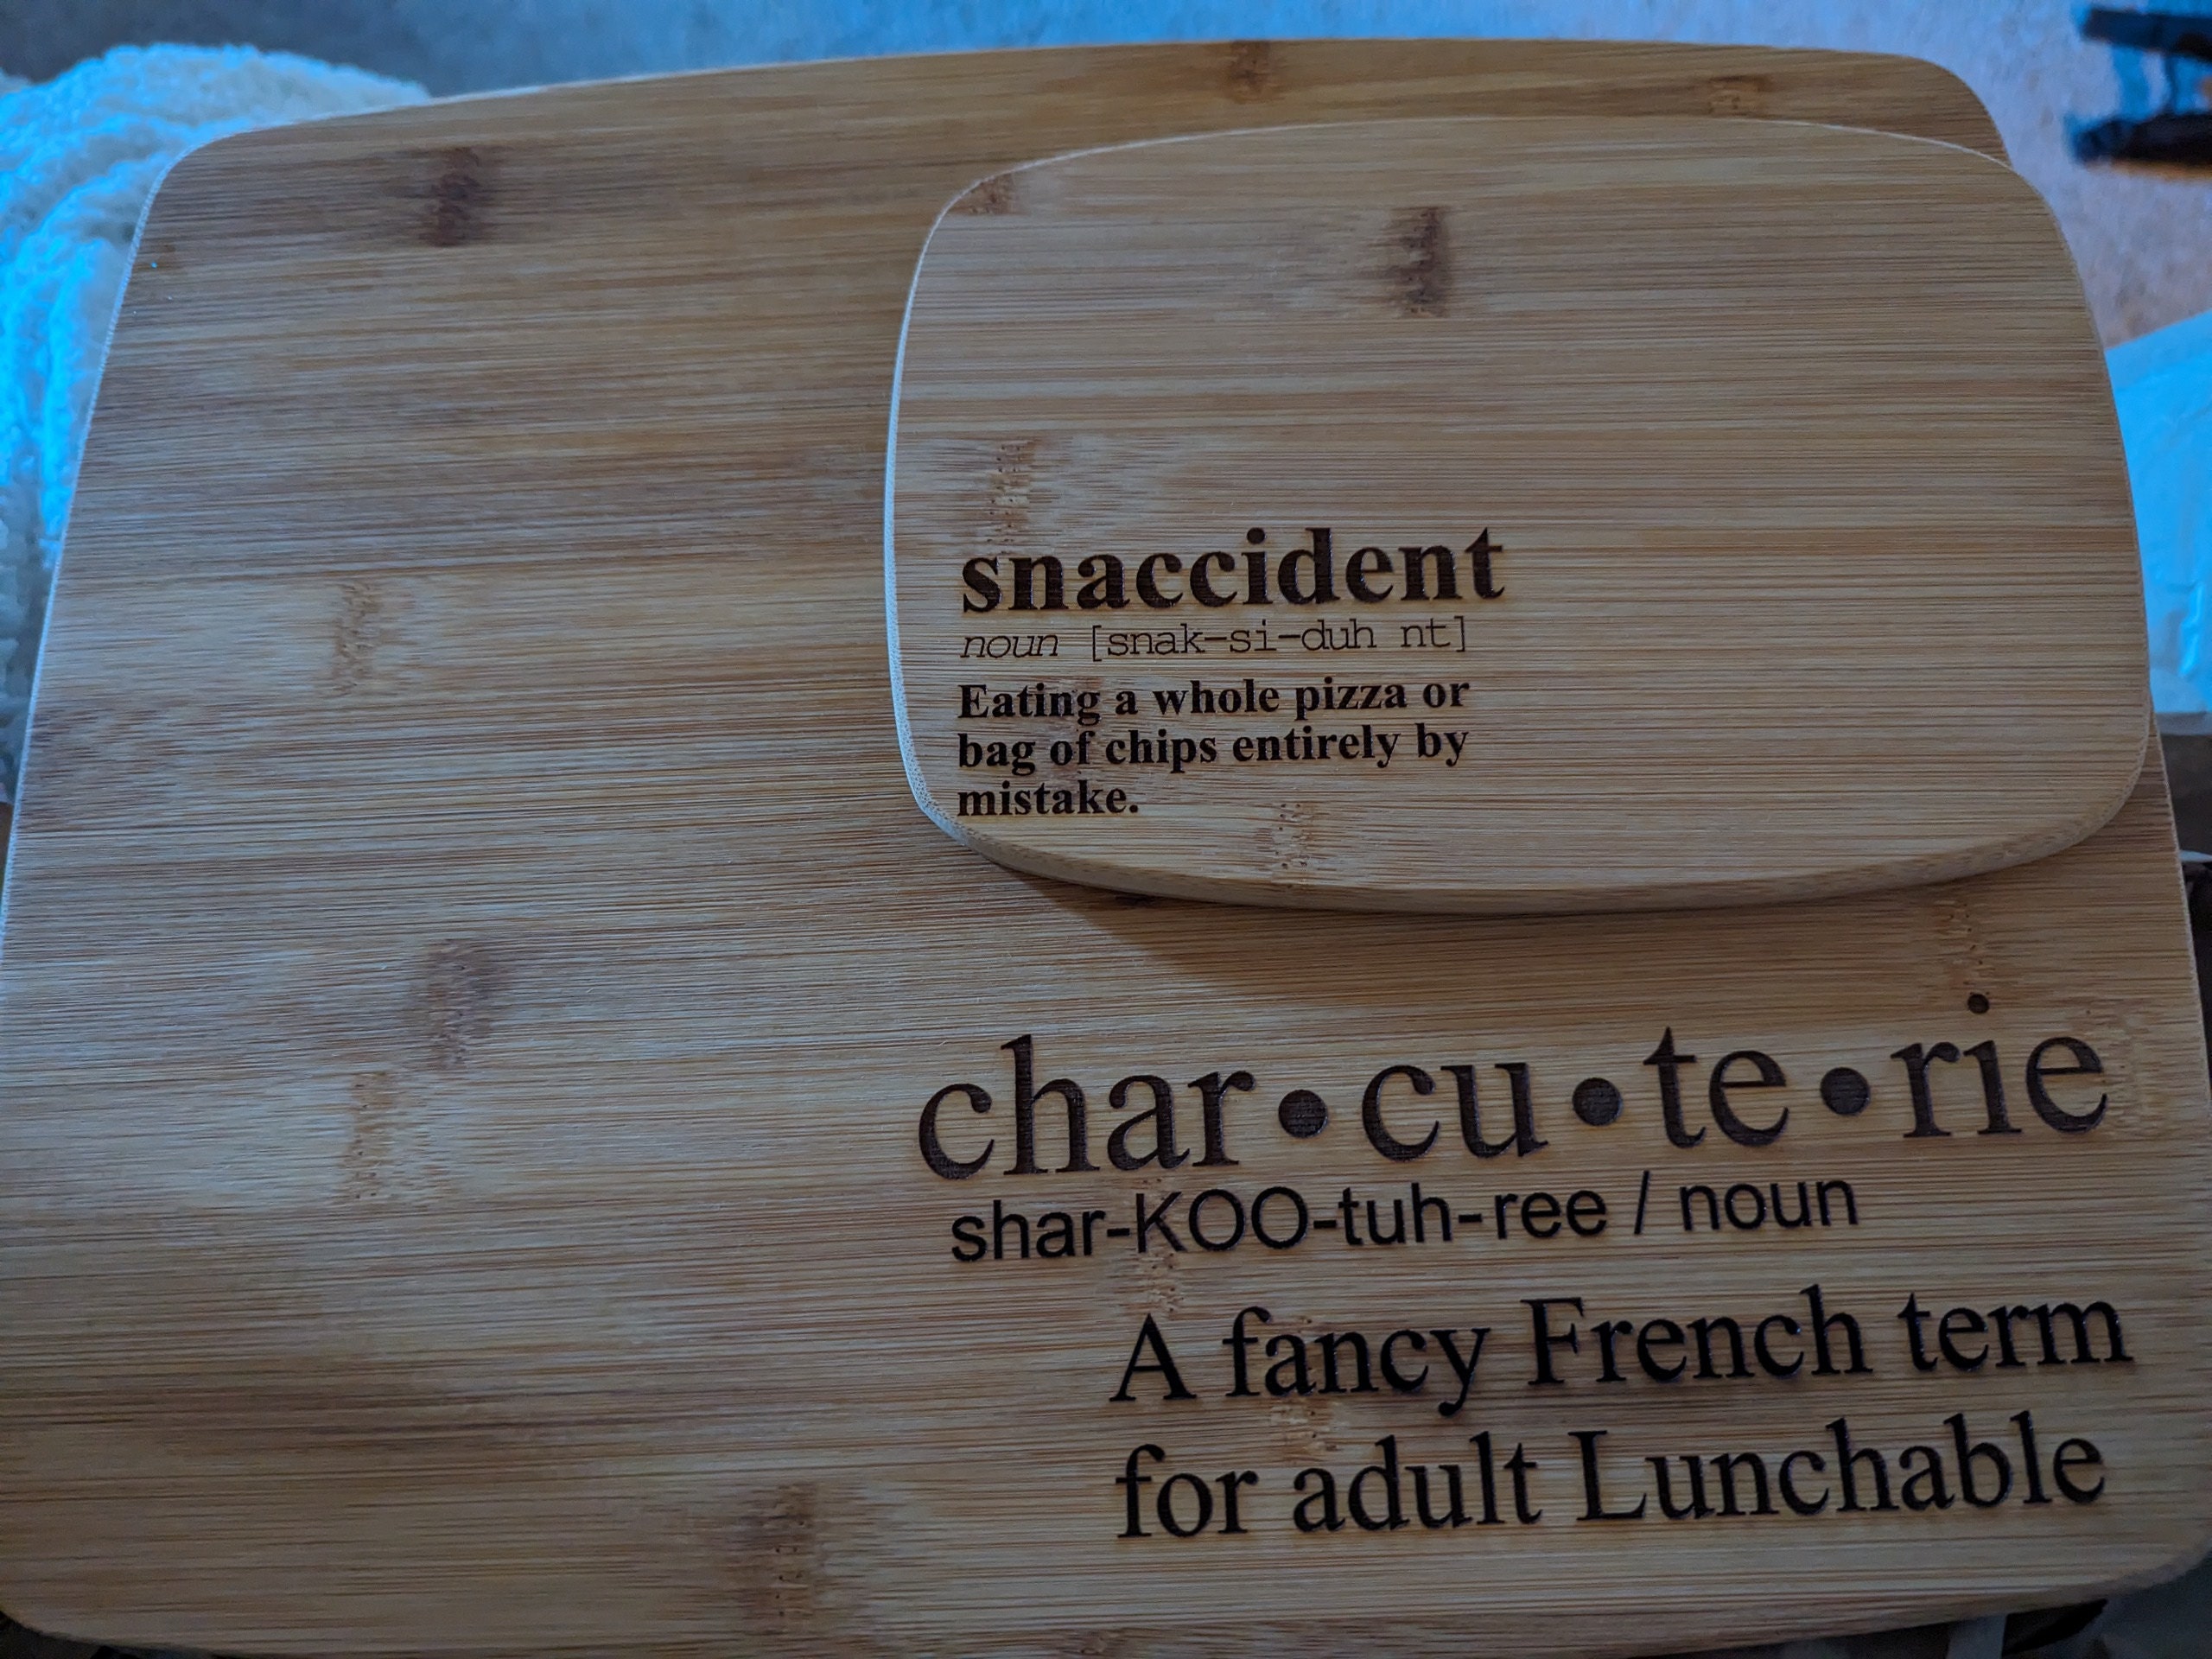 snaccident
noun [snak-si-duh nt]
Eating a whole pizza or
bag of chips entirely by
mistake.
char•cu•te•rie
shar-KOO-tuh-ree / noun
A fancy French term
for adult Lunchable